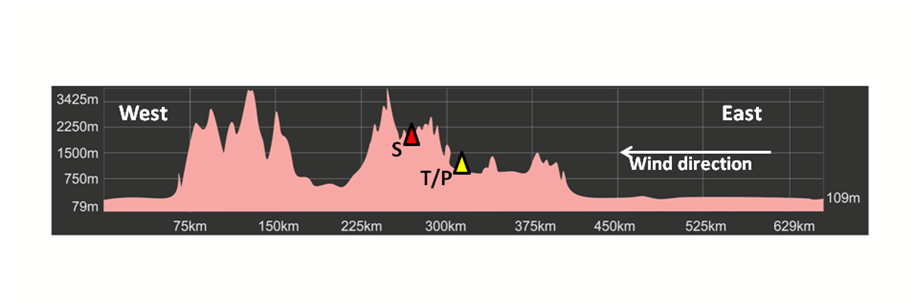 3425m
West
East
2250m
S
1500m
Wind direction
750m
T/P
79m
109m
75km
150km
225km
300km
375km
450km
525km
629km